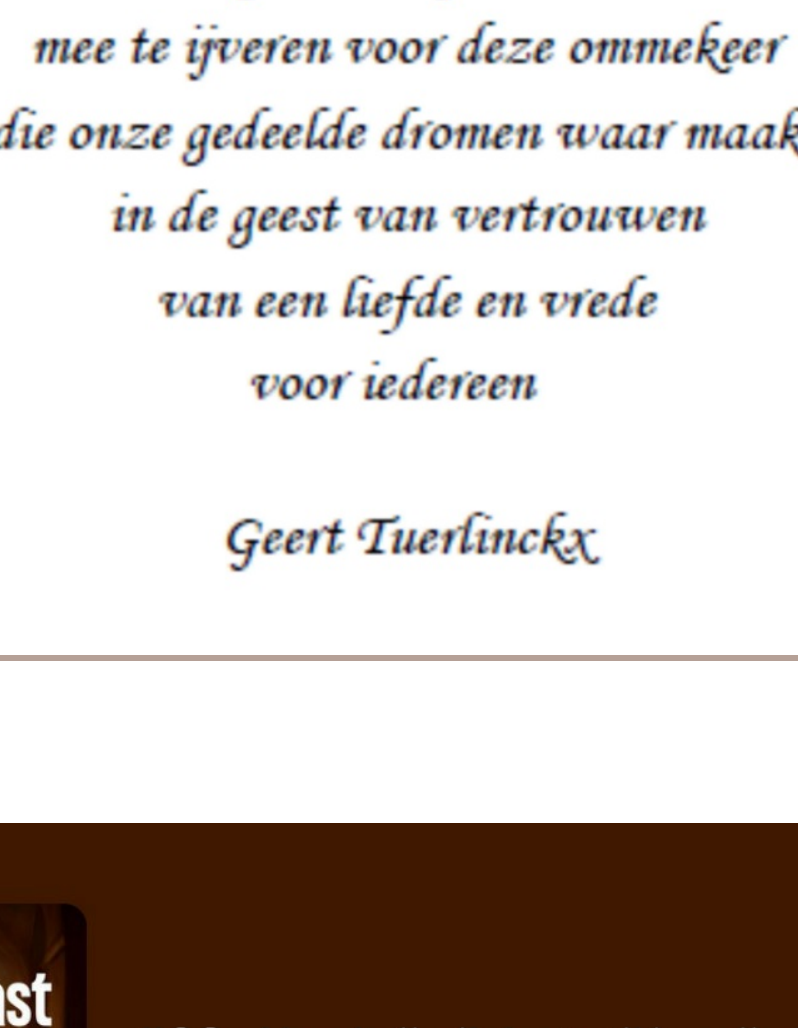 mee te ijveren voor deze ommekeer
die onze gedeelde dromen waar maak
in de geest van vertrouwen
van een liefde en vrede
voor iedereen
Geert Tuerlinckx